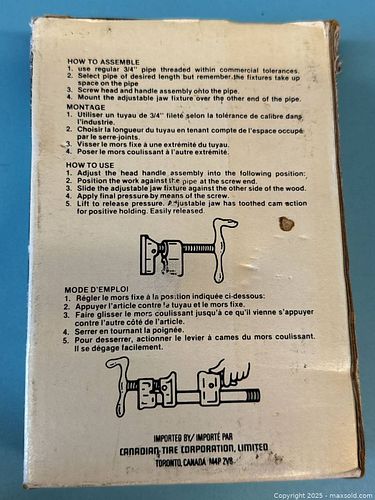 HOW TO ASSEMBLE
1. use regular 3/4" pipe threaded within commercial tolerances.
2. Select pipe of desired length but remember the fixtures take up
space on the pipe
3. Screw head and handle assembly onto the pipe.
4. Mount the adjustable jaw fixture over the other end of the pipe.
MONTAGE
1. Utiliser un tuyau de 3/4" fileté selon la tolérance de calibre dans
l'industrie.
2. Choisir la longueur du tuyau en tenant compte de l'espace occupé
par le serre-joints.
3. Visser le mors fixe à une extrémité du tuyau.
4. Poser le mors coulissant à l'autre extrémité.
HOW TO USE
1. Adjust the head handle assembly into the following position:
2. Position the work against the pipe at the screw end.
3. Slide the adjustable jaw fixture against the other side of the wood.
4. Apply final pressure by means of the screw.
5. Lift to release pressure. Adjustable jaw has toothed cam action
for positive holding. Easily released.
MODE D'EMPLOI
1. Régler le mors fixe à la position indiquée ci-dessous:
2. Appuyer l'article contre le tuyau et le mors fixe.
3. Faire glisser le mors coulissant jusqu'à ce qu'il vienne s'appuyer
contre l'autre côté de l'article.
4. Serrer en tournant la poignée.
5. Pour desserrer, actionner le levier à cames du mors coulissant.
Il se dégage facilement.
IMPORTED BY/ IMPORTÉ PAR
CANADIAN TIRE CORPORATION, LIMITED
TORONTO, CANADA M4P 2V8
© Copyright 2025 - maxsold.com